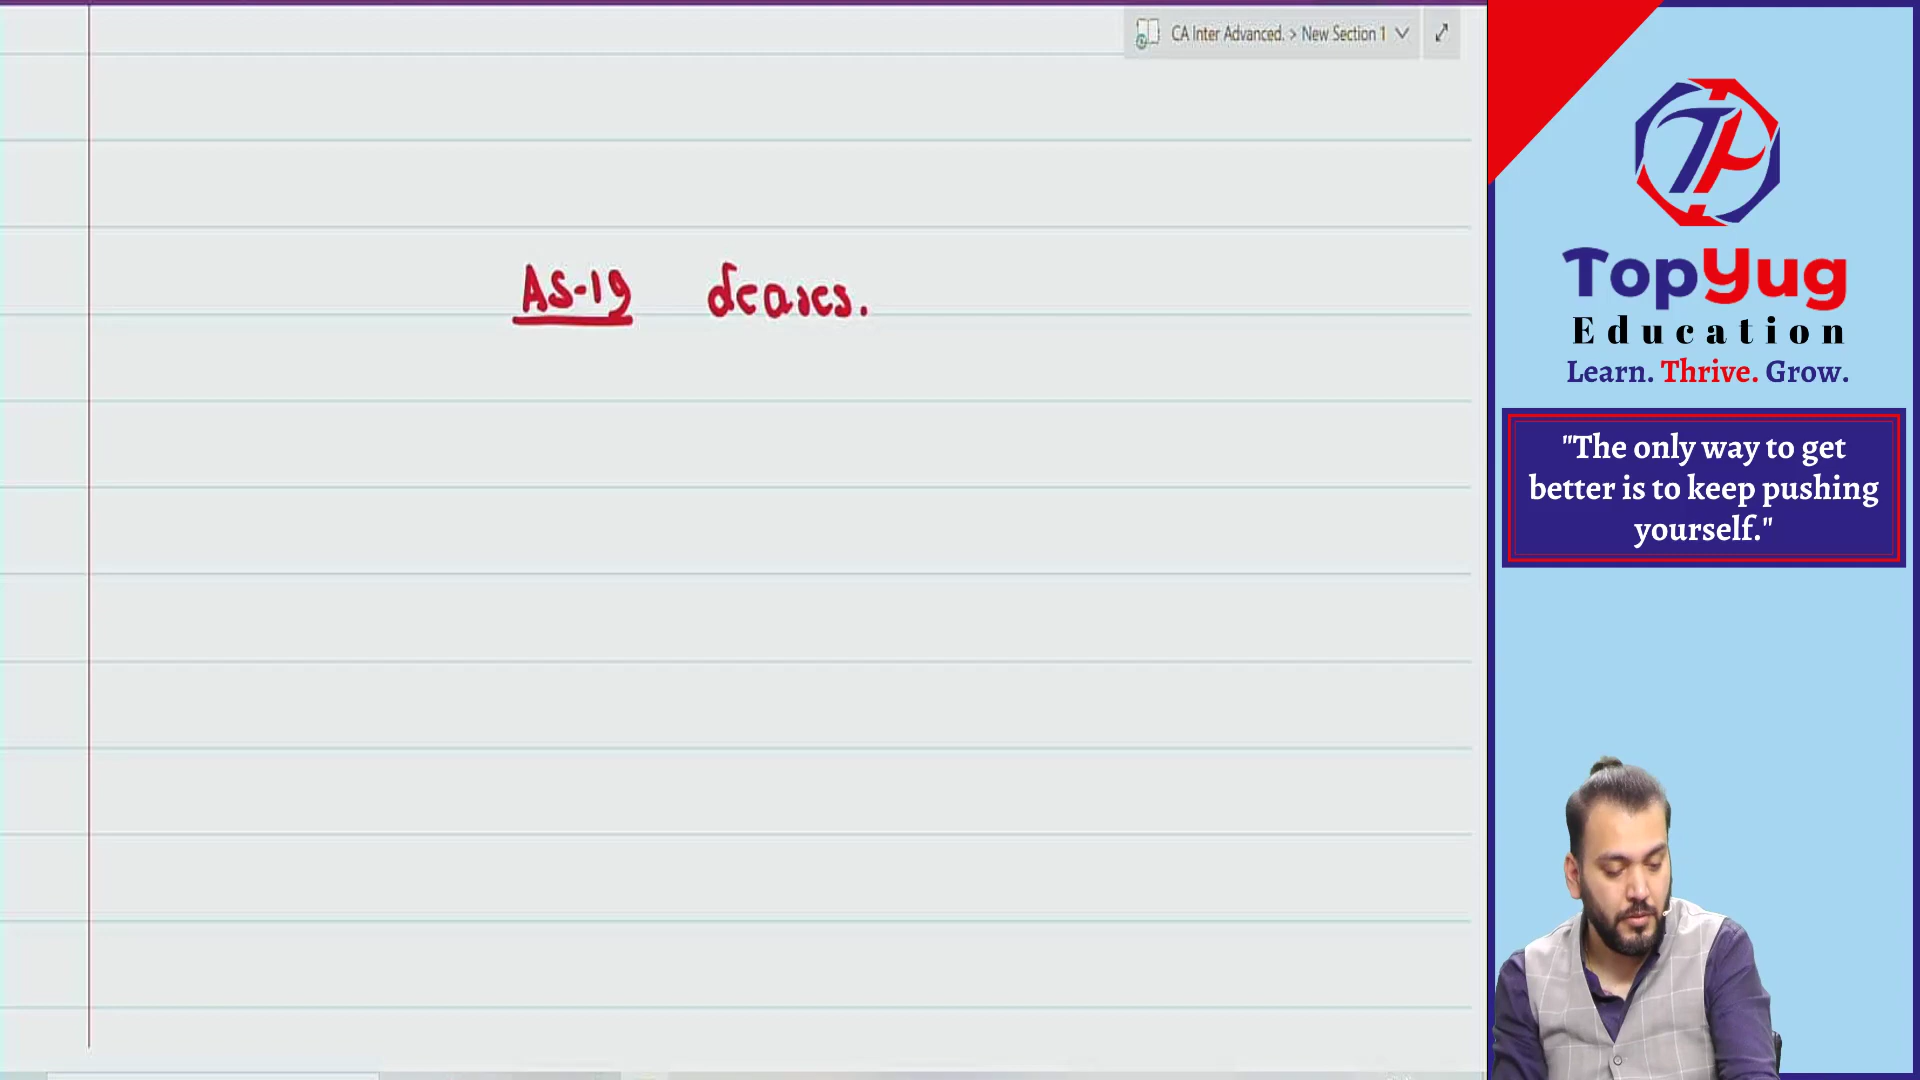 CA Inter Advanced. > New Section 1
AS-19 Leases.
TopYug
Education
Learn. Thrive. Grow.
"The only way to get
better is to keep pushing
yourself."